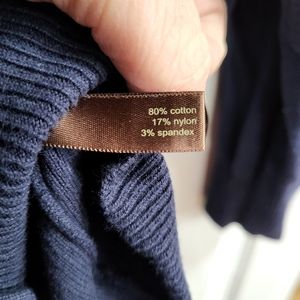 80% cotton
17% nylon
3% spandex